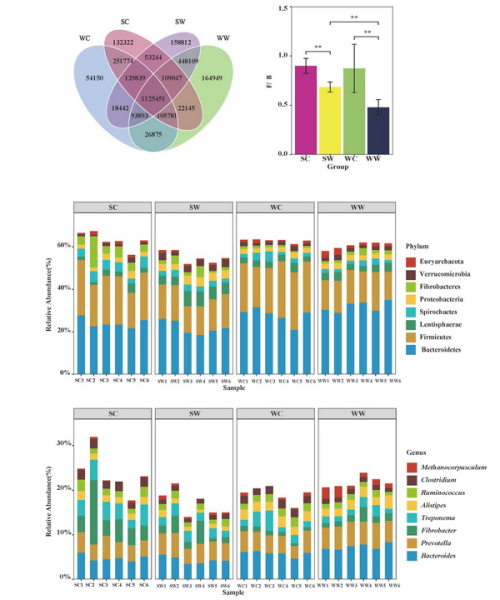 SC
SW
WC
WW
132322
158812
251774
53244
448109
54150
129839
109047
164949
1125451
18442
22145
93893
105781
26875
1.5
**
**
**
1.0
F/ B
0.5
0.0
SC SW WC WW
Group
SC SW WC WW
60%
40%
20%
0%
Relative Abundance(%)
SC1 SC2 SC3 SC4 SC5 SC6 SW1 SW2 SW3 SW4 SW5 SW6 WC1 WC2 WC3 WC4 WC5 WC6 WW1 WW2 WW3 WW4 WW5 WW6
Sample
Phylum
Euryarchaeota
Verrucomicrobia
Fibrobacteres
Proteobacteria
Spirochaetes
Lentisphaerae
Firmicutes
Bacteroidetes
SC SW WC WW
30%
20%
10%
0%
Relative Abundance(%)
SC1 SC2 SC3 SC4 SC5 SC6 SW1 SW2 SW3 SW4 SW5 SW6 WC1 WC2 WC3 WC4 WC5 WC6 WW1 WW2 WW3 WW4 WW5 WW6
Sample
Genus
Methanocorpusculum
Clostridium
Ruminococcus
Alistipes
Treponema
Fibrobacter
Prevotella
Bacteroides